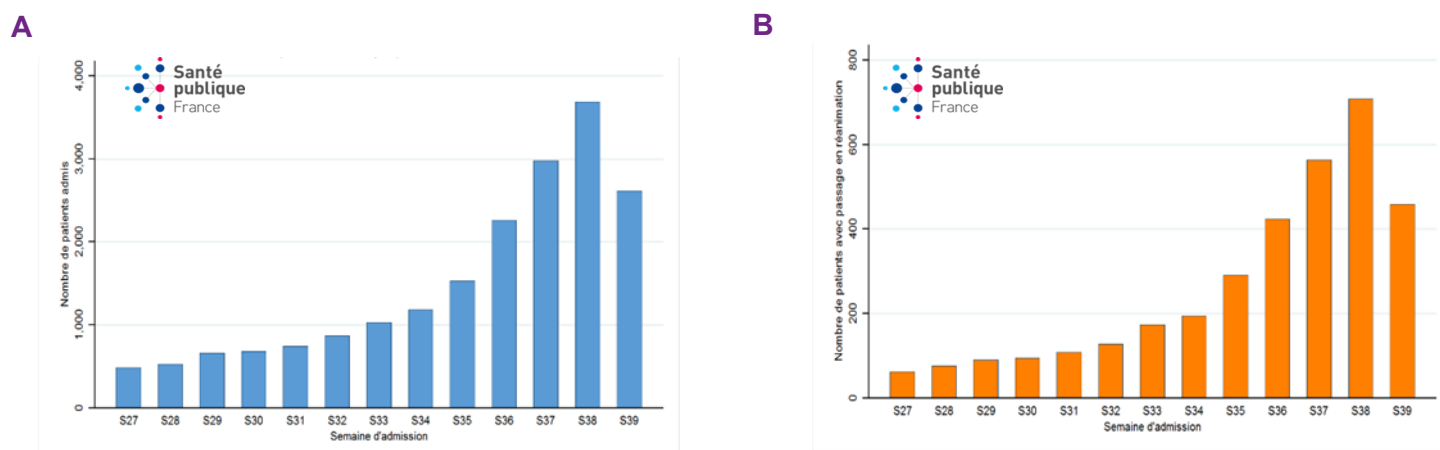 A
Santé
publique
France
Nombre de patients admis
4,000
3,000
2,000
1,000
0
S27 S28 S29 S30 S31 S32 S33 S34 S35 S36 S37 S38 S39
Semaine d'admission
B
Santé
publique
France
Nombre de patients avec passage en réanimation
800
600
400
200
0
S27 S28 S29 S30 S31 S32 S33 S34 S35 S36 S37 S38 S39
Semaine d'admission